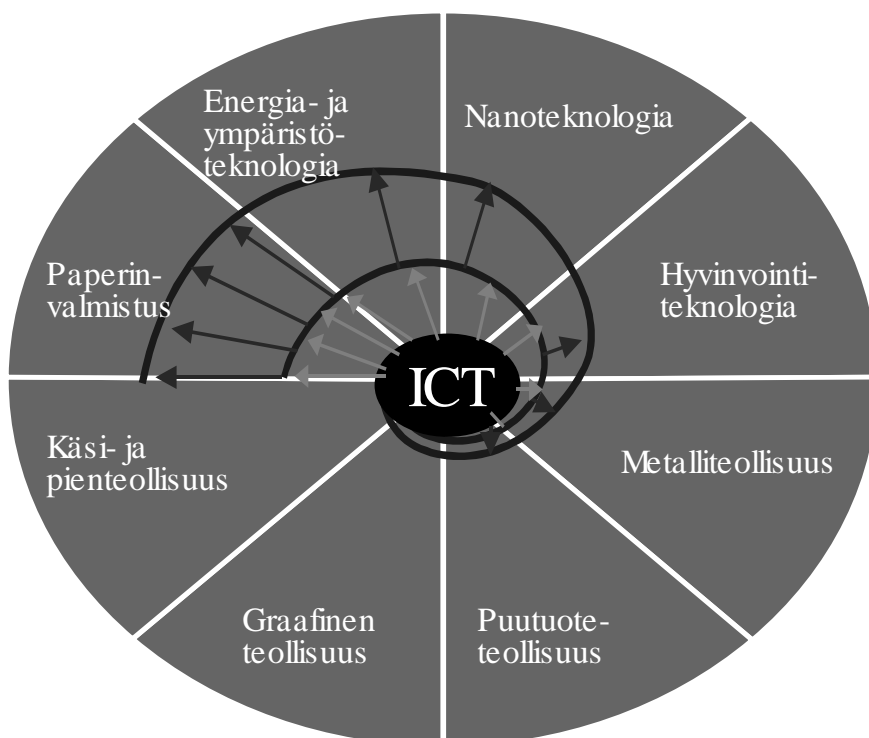 Energia- ja
ympäristö-
teknologia
Nanoteknologia
Paperin-
valmistus
Hyvinvointi-
teknologia
ICT
Käsi- ja
pienteollisuus
Metalliteollisuus
Graafinen
teollisuus
Puutuote-
teollisuus